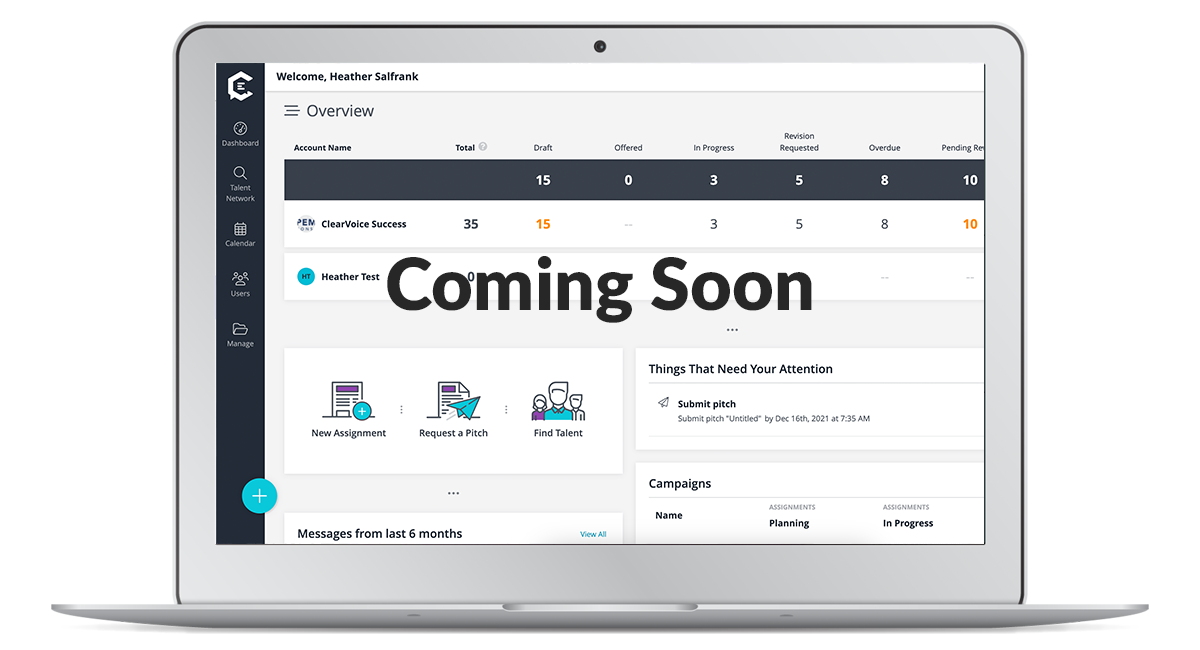 Welcome, Heather Salfrank
Overview
Account Name Total Draft Offered In Progress Revision Requested Overdue Pending
15 0 3 5 8 10
ClearVoice Success 35 15 -- 3 5 8 10
HT Heather Test 0 -- --
Coming Soon
Dashboard
Talent
Network
Calendar
Users
Manage
New Assignment
Request a Pitch
Find Talent
Things That Need Your Attention
Submit pitch
Submit pitch "Untitled" by Dec 16th, 2021 at 7:35 AM
Campaigns
ASSIGNMENTS ASSIGNMENTS
Name Planning In Progress
Messages from last 6 months View All